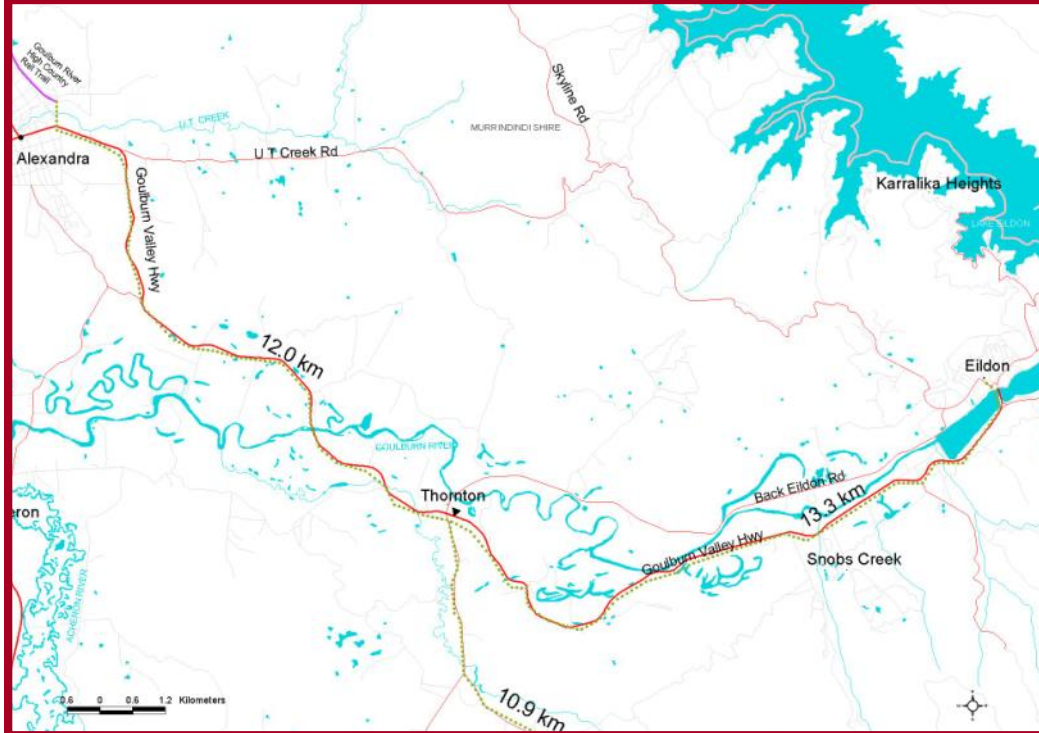 Goulburn River
High Country
Rail Trail
U.T. CREEK
Skyline Rd
MURRINDINDI SHIRE
Alexandra
U T Creek Rd
Goulburn Valley Hwy
Karralika Heights
LAKE EILDON
12.0 km
Eildon
GOULBURN RIVER
Thornton
Back Eildon Rd
13.3 km
Goulburn Valley Hwy
Snobs Creek
eron
ACHERON RIVER
10.9 km
0.6 0 0.6 1.2 Kilometers